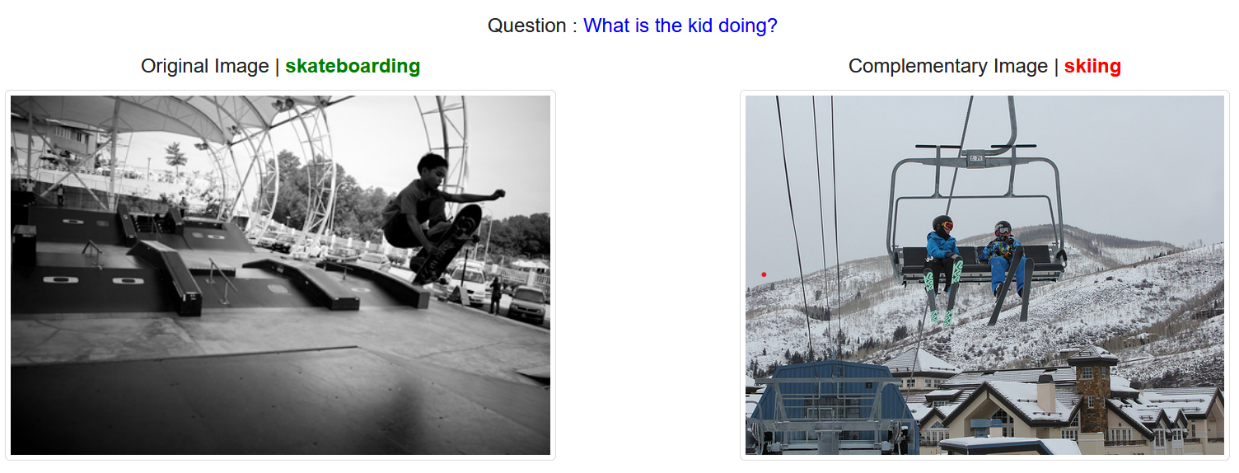 Question : What is the kid doing?
Original Image | skateboarding
Complementary Image | skiing